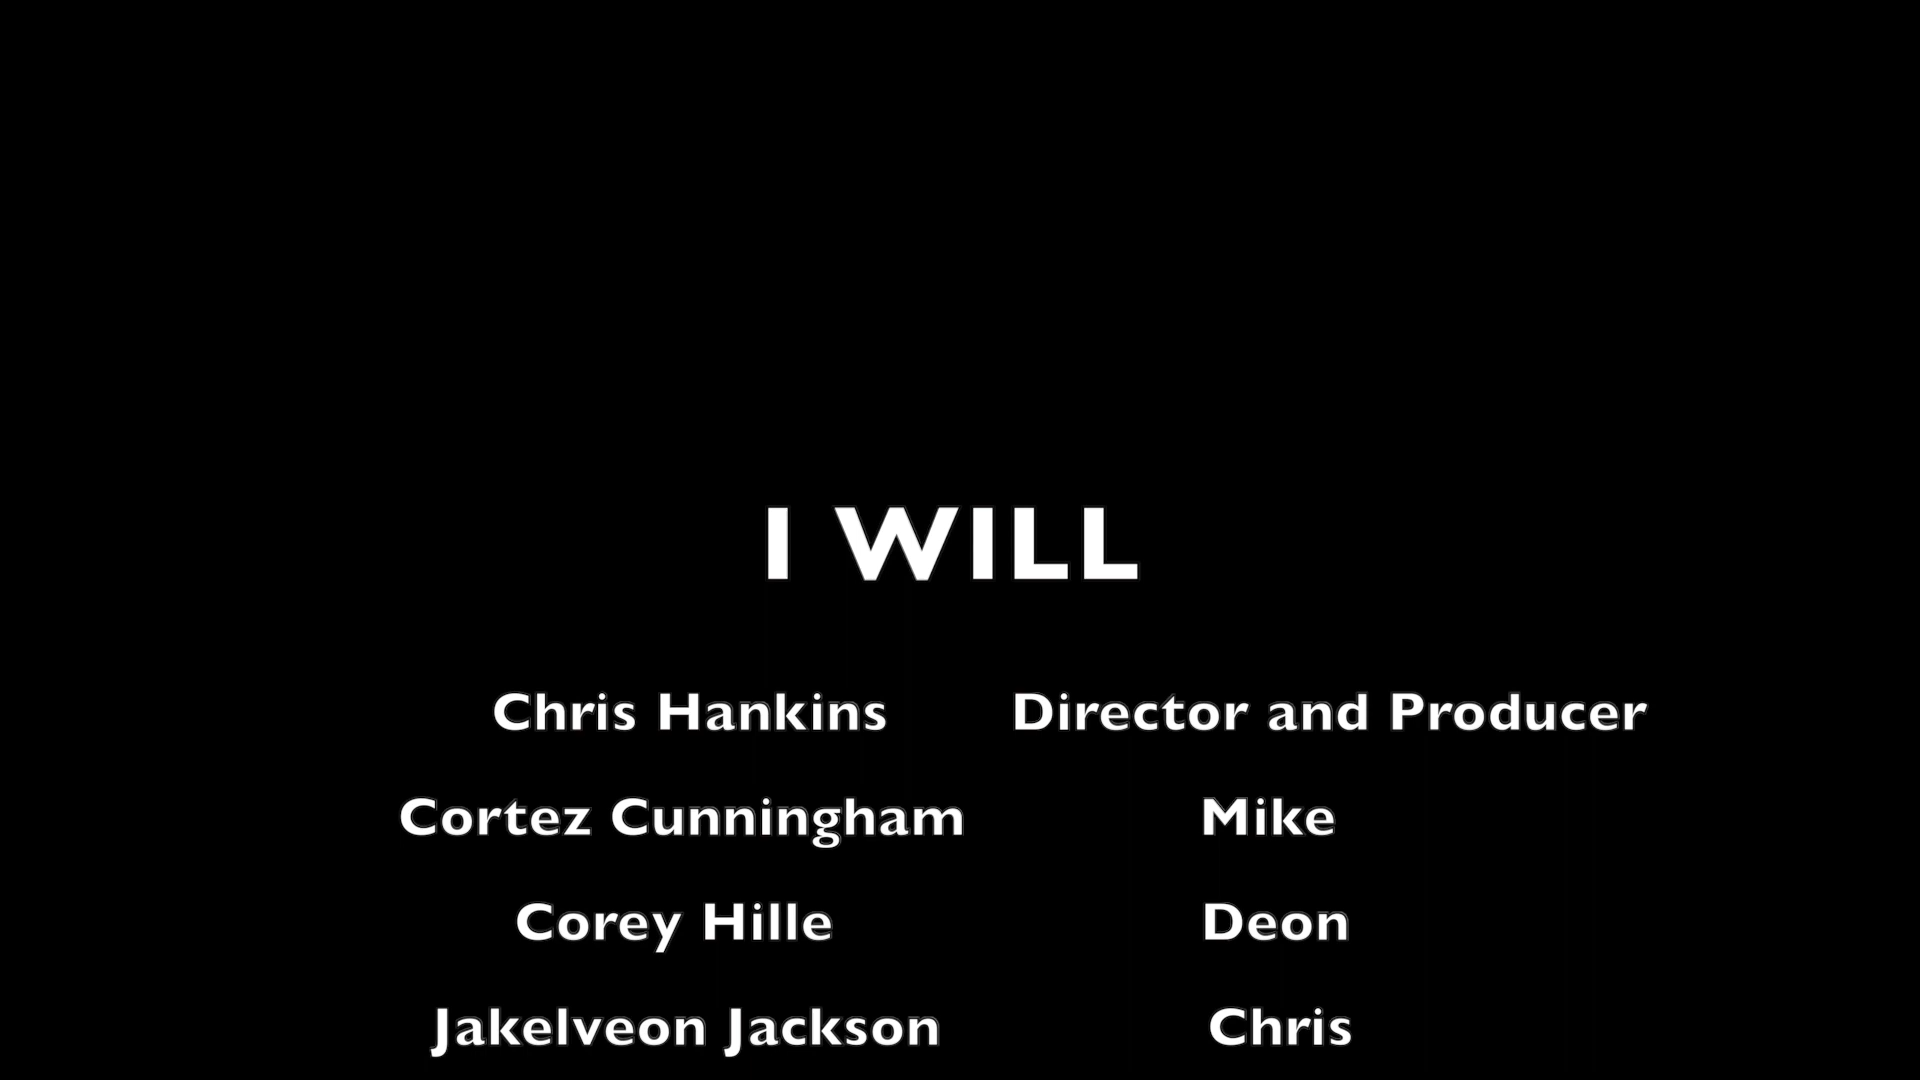 I WILL
Chris Hankins Director and Producer
Cortez Cunningham Mike
Corey Hille Deon
Jakelveon Jackson Chris